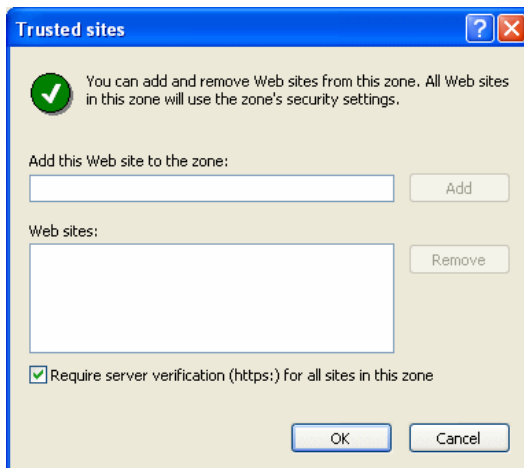 Trusted sites
?
You can add and remove Web sites from this zone. All Web sites
in this zone will use the zone's security settings.
Add this Web site to the zone:
Add
Web sites:
Remove
Require server verification (https:) for all sites in this zone
OK
Cancel